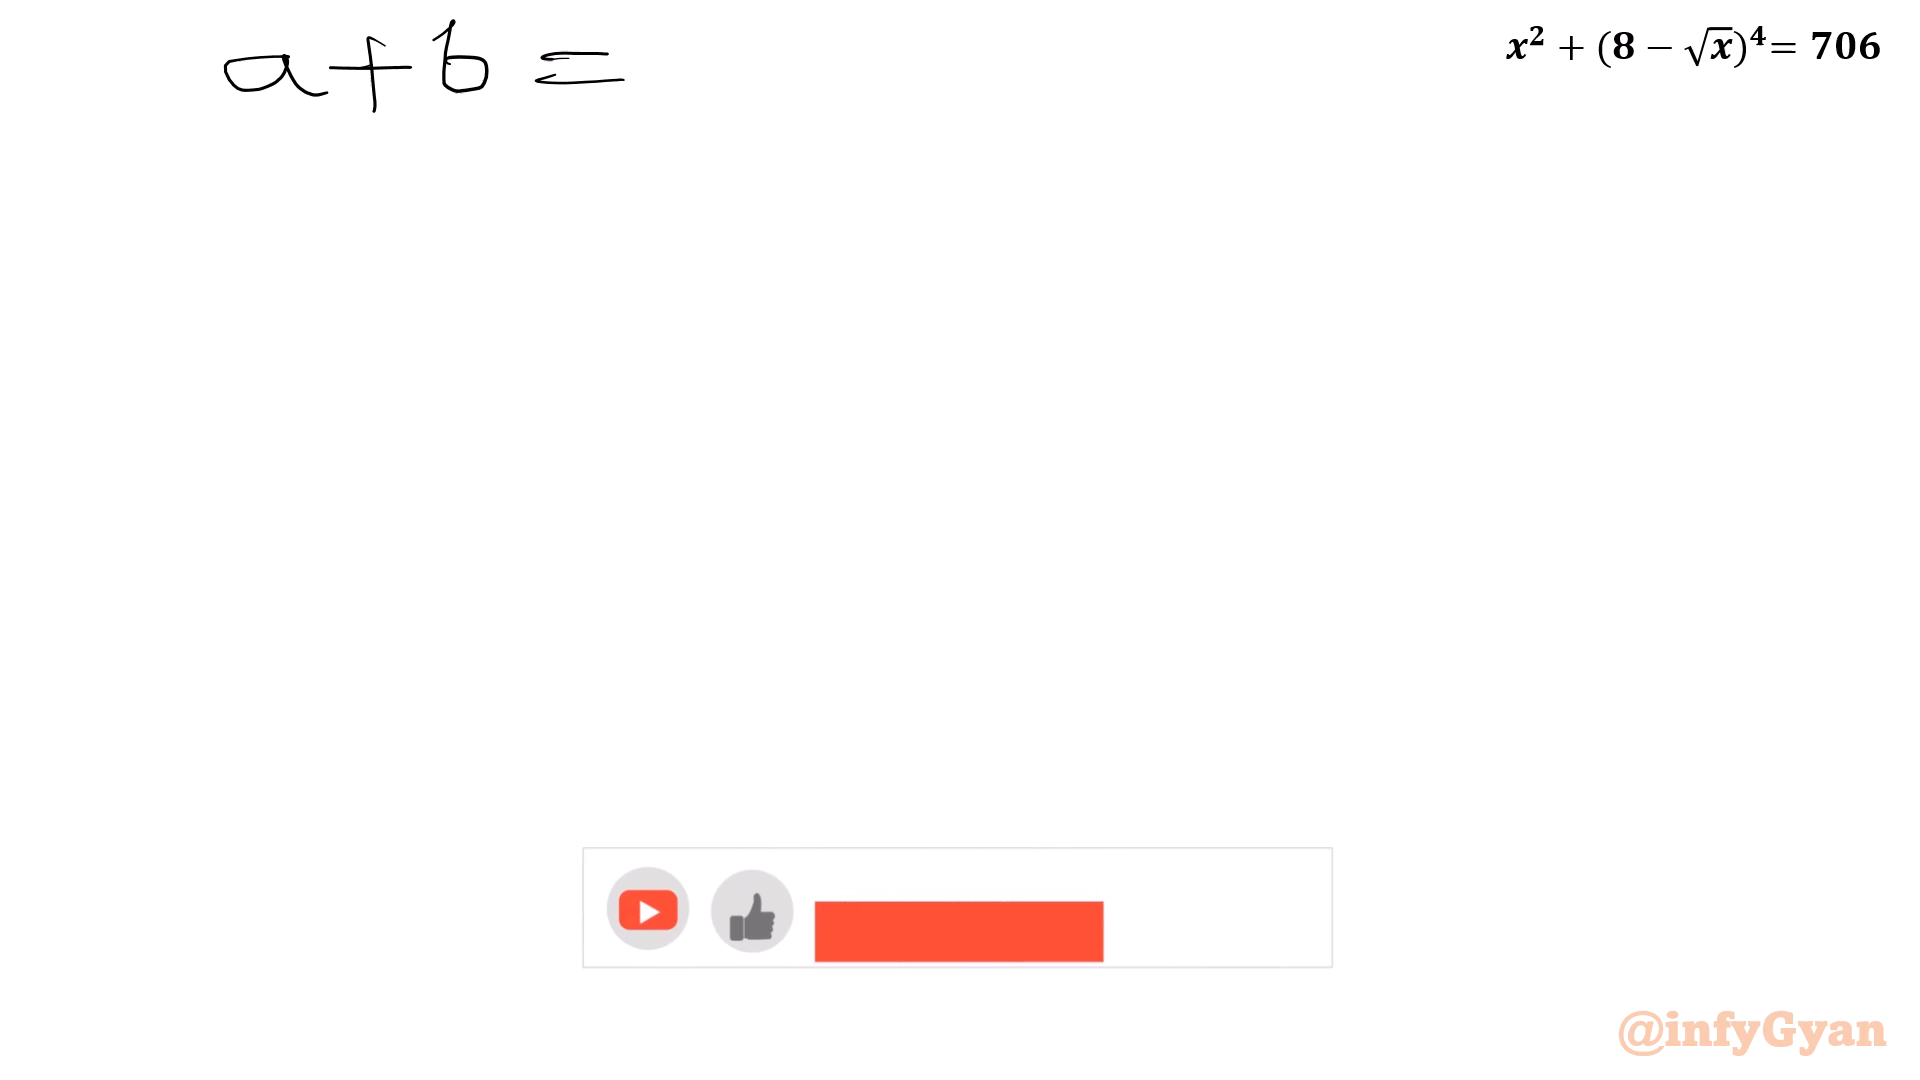 a+b=
x² + (8 − √x)⁴= 706
@infyGyan